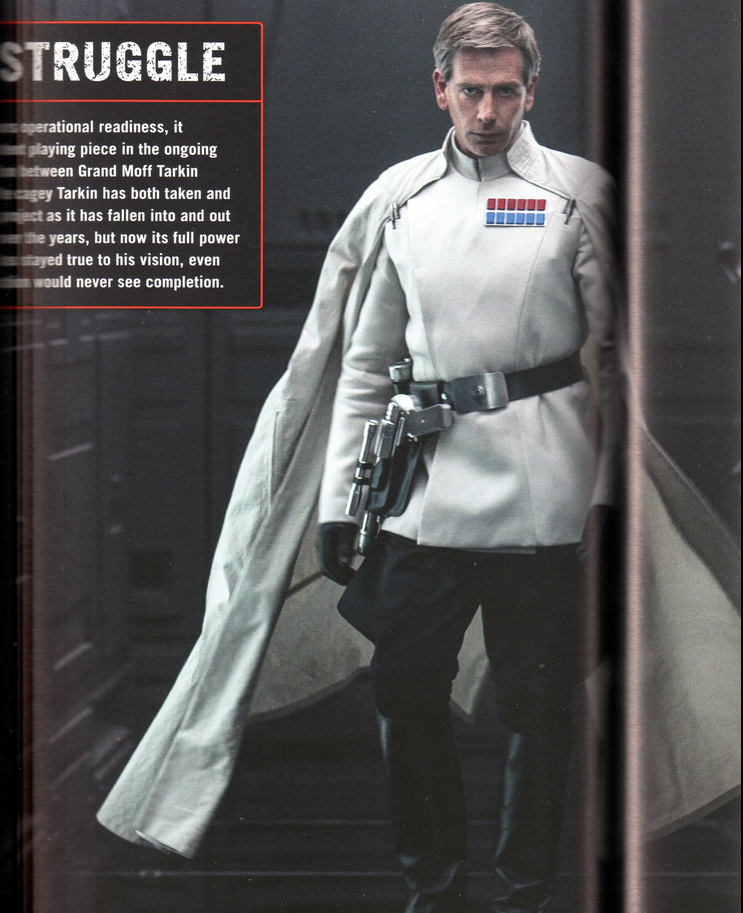 STRUGGLE
operational readiness, it
playing piece in the ongoing
between Grand Moff Tarkin
cagey Tarkin has both taken and
project as it has fallen into and out
the years, but now its full power
stayed true to his vision, even
would never see completion.